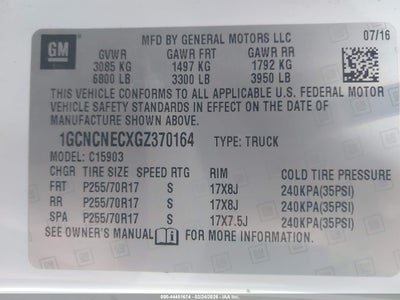 GM
MFD BY GENERAL MOTORS LLC
07/16
GVWR GAWR FRT GAWR RR
3085 KG 1497 KG 1792 KG
6800 LB 3300 LB 3950 LB
THIS VEHICLE CONFORMS TO ALL APPLICABLE U.S. FEDERAL MOTOR
VEHICLE SAFETY STANDARDS IN EFFECT ON THE DATE OF
MANUFACTURE SHOWN ABOVE.
1GCNCNECXGZ370164 TYPE: TRUCK
MODEL: C15903
CHGR TIRE SIZE SPEED RTG RIM COLD TIRE PRESSURE
FRT P255/70R17 S 17X8J 240KPA(35PSI)
RR P255/70R17 S 17X8J 240KPA(35PSI)
SPA P255/70R17 S 17X7.5J 240KPA(35PSI)
SEE OWNER'S MANUAL FOR MORE INFORMATION.